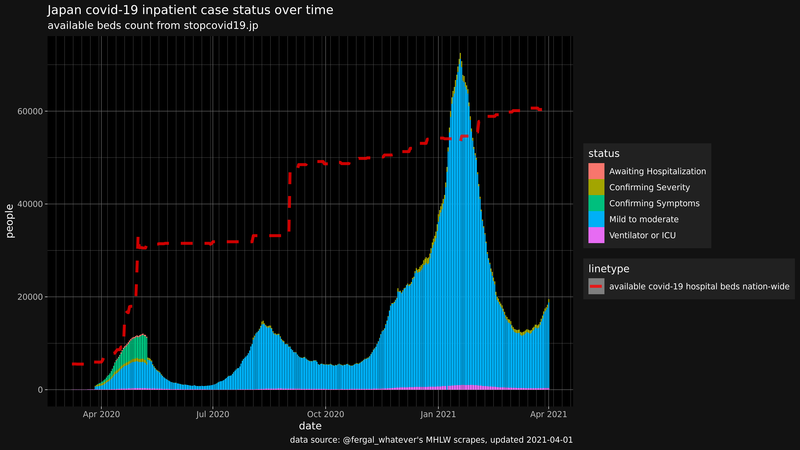 Japan covid-19 inpatient case status over time
available beds count from stopcovid19.jp
60000
40000
20000
0
people
Apr 2020
Jul 2020
Oct 2020
Jan 2021
Apr 2021
date
status
Awaiting Hospitalization
Confirming Severity
Confirming Symptoms
Mild to moderate
Ventilator or ICU
linetype
available covid-19 hospital beds nation-wide
data source: @fergal_whatever's MHLW scrapes, updated 2021-04-01